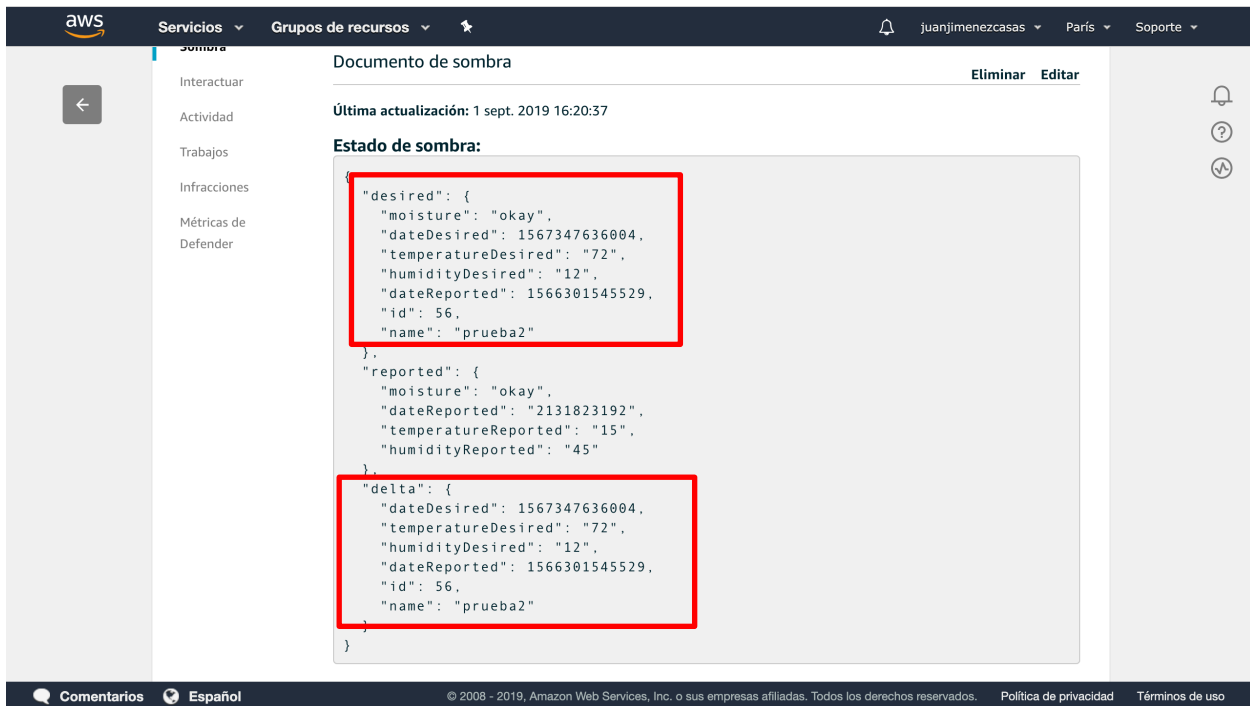 aws
Servicios
Grupos de recursos
juanjimenezcasas
París
Soporte
Sombra
Interactuar
Actividad
Trabajos
Infracciones
Métricas de
Defender
Documento de sombra
Eliminar
Editar
Última actualización: 1 sept. 2019 16:20:37
Estado de sombra:
{
"desired": {
"moisture": "okay",
"dateDesired": 1567347636004,
"temperatureDesired": "72",
"humidityDesired": "12",
"dateReported": 1566301545529,
"id": 56,
"name": "prueba2"
},
"reported": {
"moisture": "okay",
"dateReported": "2131823192",
"temperatureReported": "15",
"humidityReported": "45"
},
"delta": {
"dateDesired": 1567347636004,
"temperatureDesired": "72",
"humidityDesired": "12",
"dateReported": 1566301545529,
"id": 56,
"name": "prueba2"
}
}
Comentarios
Español
© 2008 - 2019, Amazon Web Services, Inc. o sus empresas afiliadas. Todos los derechos reservados.
Política de privacidad
Términos de uso